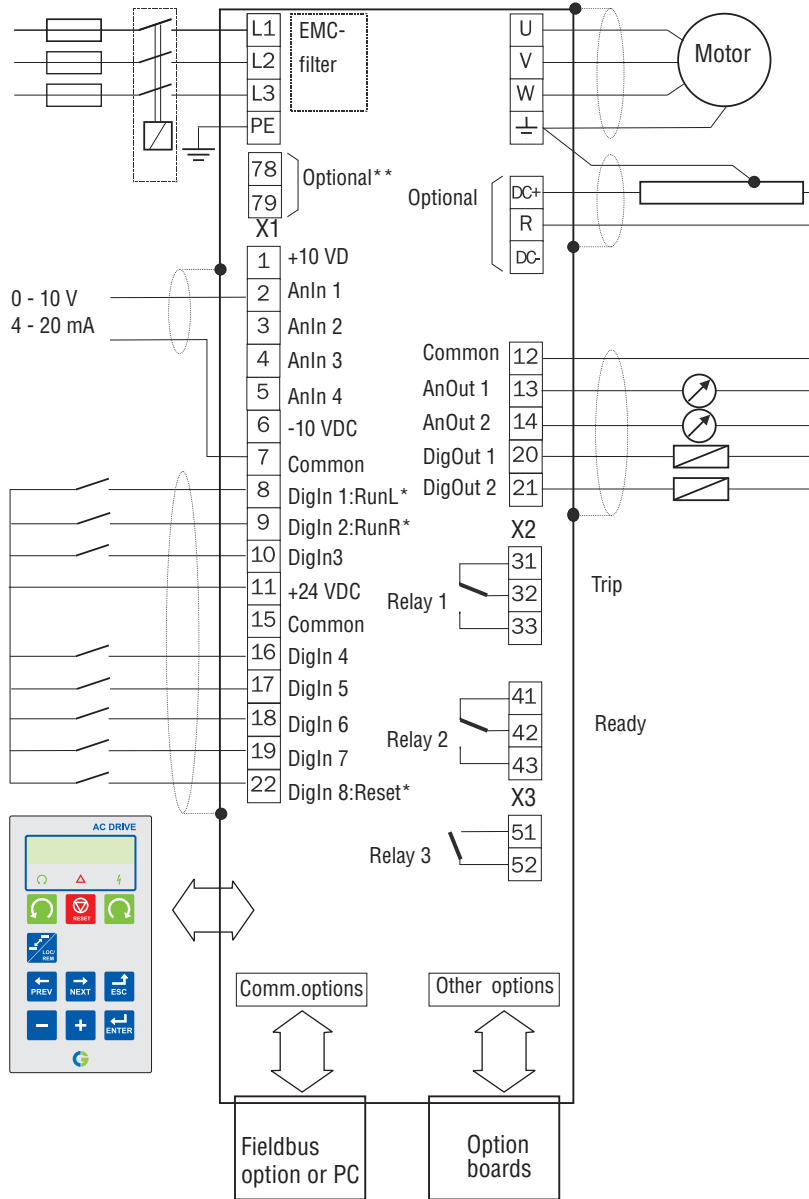 L1
EMC-
L2
filter
L3
PE
78
Optional**
79
X1
1 +10 VD
2 AnIn 1
3 AnIn 2
4 AnIn 3
5 AnIn 4
6 -10 VDC
7 Common
8 DigIn 1:RunL*
9 DigIn 2:RunR*
10 DigIn3
11 +24 VDC
15 Common
16 DigIn 4
17 DigIn 5
18 DigIn 6
19 DigIn 7
22 DigIn 8:Reset*
0 - 10 V
4 - 20 mA
U
V
W
Motor
Optional
DC+
R
DC-
Common 12
AnOut 1 13
AnOut 2 14
DigOut 1 20
DigOut 2 21
X2
31
32
33
Relay 1
Trip
41
42
43
Relay 2
Ready
X3
51
52
Relay 3
AC DRIVE
RESET
LOC/
REM
PREV
NEXT
ESC
ENTER
Comm.options
Other options
Fieldbus
option or PC
Option
boards